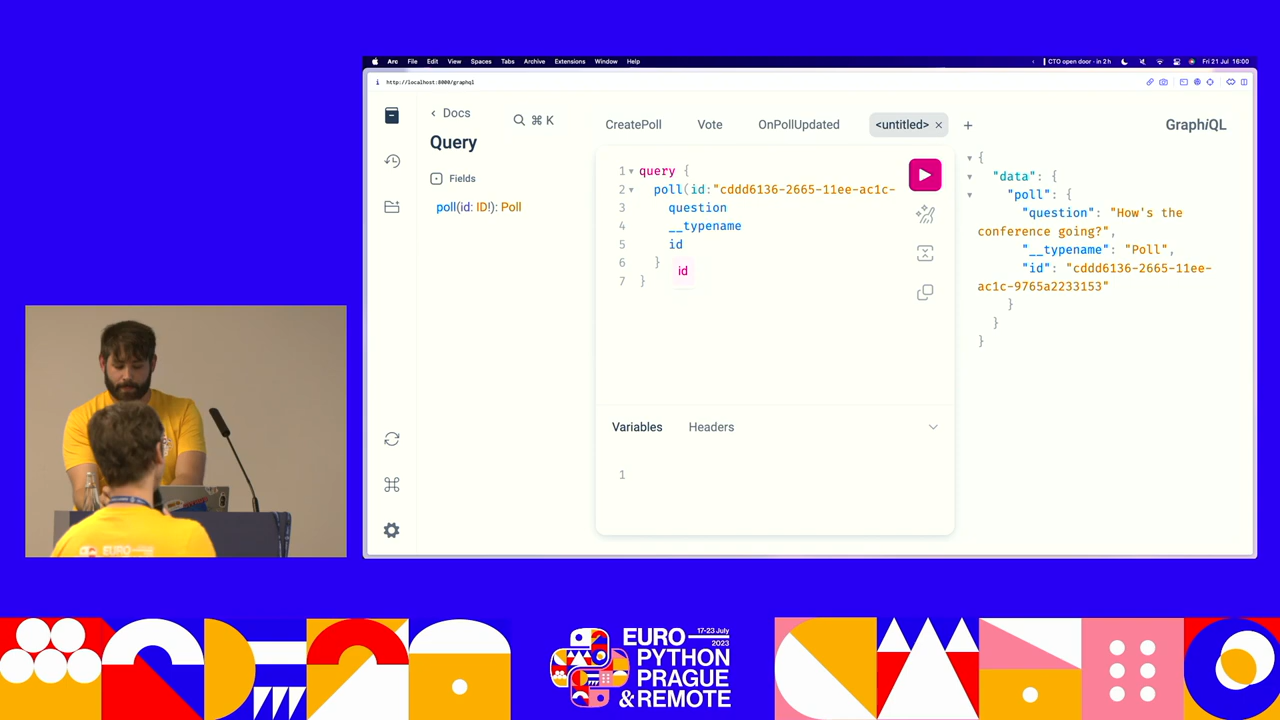 Arc File Edit View Spaces Tabs Archive Extensions Window Help
CTO open door · in 2 h
Fri 21 Jul 16:00
http://localhost:8000/graphql
Docs
⌘ K
Query
Fields
poll(id: ID!): Poll
CreatePoll Vote OnPollUpdated <untitled> × +
GraphiQL
1 query {
2 poll(id:"cddd6136-2665-11ee-ac1c-
3 question
4 __typename
5 id
6 }
7 }
id
Variables Headers
1
{
"data": {
"poll": {
"question": "How's the
conference going?",
"__typename": "Poll",
"id": "cddd6136-2665-11ee-
ac1c-9765a2233153"
}
}
}
EURO
EURO 17-23 July
2023
PYTHON
PRAGUE
& REMOTE